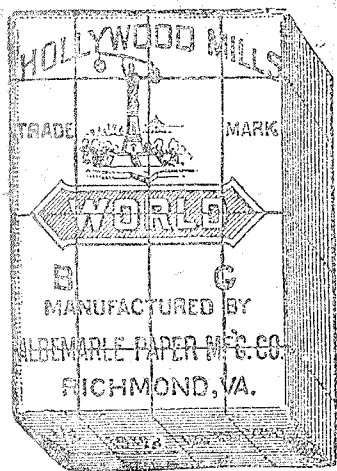 HOLLYWOOD MILLS
TRADE MARK
WORLD
B G
MANUFACTURED BY
ALBEMARLE PAPER MFG. CO.
RICHMOND, VA.